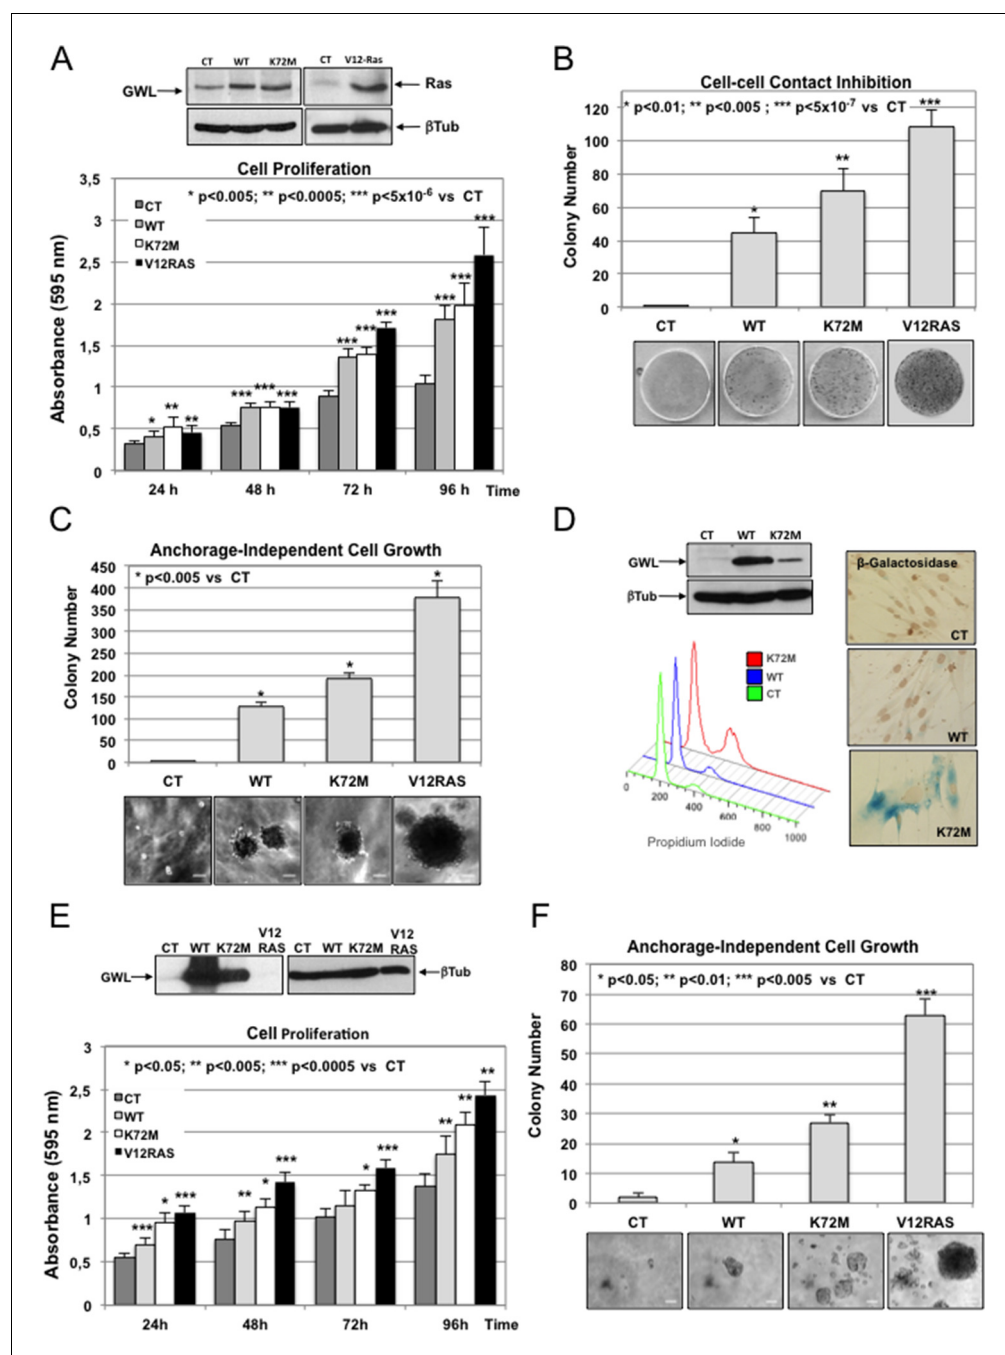 A
CT WT K72M CT V12-Ras
GWL Ras
βTub
Cell Proliferation
3,5
* p<0.005; ** p<0.0005; *** p<5x10-6 vs CT
CT
WT
K72M
V12RAS
***
3
2,5
2
1,5
1
0,5
0
*** ***
*** *** ***
*** *** ***
* ** **
Absorbance (595 nm)
24 h 48 h 72 h 96 h Time
B
Cell-cell Contact Inhibition
* p<0.01; ** p<0.005 ; *** p<5x10-7 vs CT
***
**
*
120
100
80
60
40
20
0
Colony Number
CT WT K72M V12RAS
C
Anchorage-Independent Cell Growth
* p<0.005 vs CT
*
*
*
450
400
350
300
250
200
150
100
50
0
Colony Number
CT WT K72M V12RAS
D
CT WT K72M
GWL
βTub
K72M
WT
CT
0 200 400 600 800 1000
Propidium Iodide
β-Galactosidase
CT
WT
K72M
E
CT WT K72M V12 RAS CT WT K72M V12 RAS
GWL βTub
Cell Proliferation
* p<0.05; ** p<0.005; *** p<0.0005 vs CT
CT
WT
K72M
V12RAS
3
2,5
2
1,5
1
0,5
0
*** * ***
** * ***
* ***
** ** **
Absorbance (595 nm)
24h 48h 72h 96h Time
F
Anchorage-Independent Cell Growth
* p<0.05; ** p<0.01; *** p<0.005 vs CT
***
**
*
80
70
60
50
40
30
20
10
0
Colony Number
CT WT K72M V12RAS